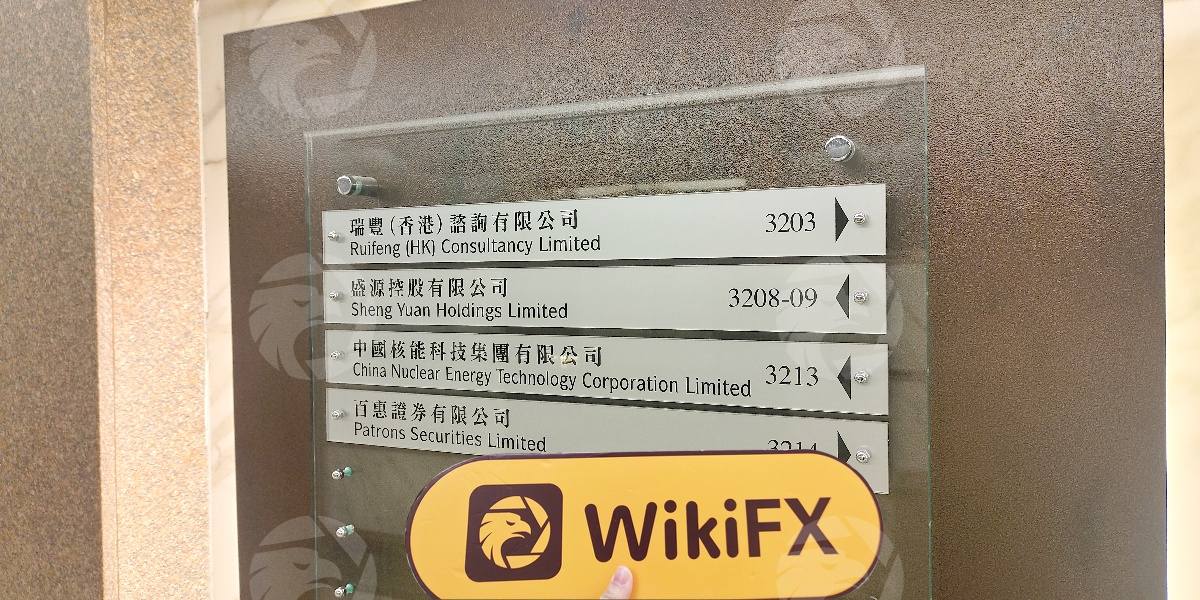 瑞豐(香港)諮詢有限公司
Ruifeng (HK) Consultancy Limited
3203
盛源控股有限公司
Sheng Yuan Holdings Limited
3208-09
中國核能科技集團有限公司
China Nuclear Energy Technology Corporation Limited
3213
百惠證券有限公司
Patrons Securities Limited
3214
WikiFX